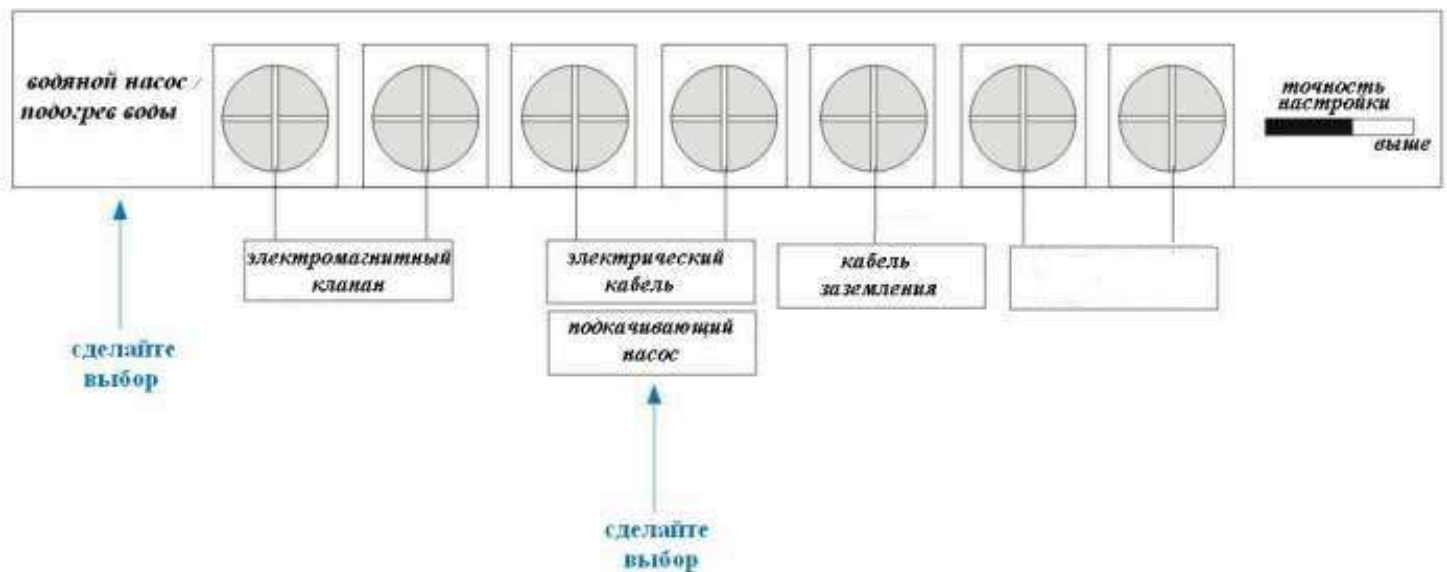 водяной насос /
подогрев воды
точность
настройки
выше
электромагнитный
клапан
электрический
кабель
кабель
заземления
подкачивающий
насос
сделайте
выбор
сделайте
выбор